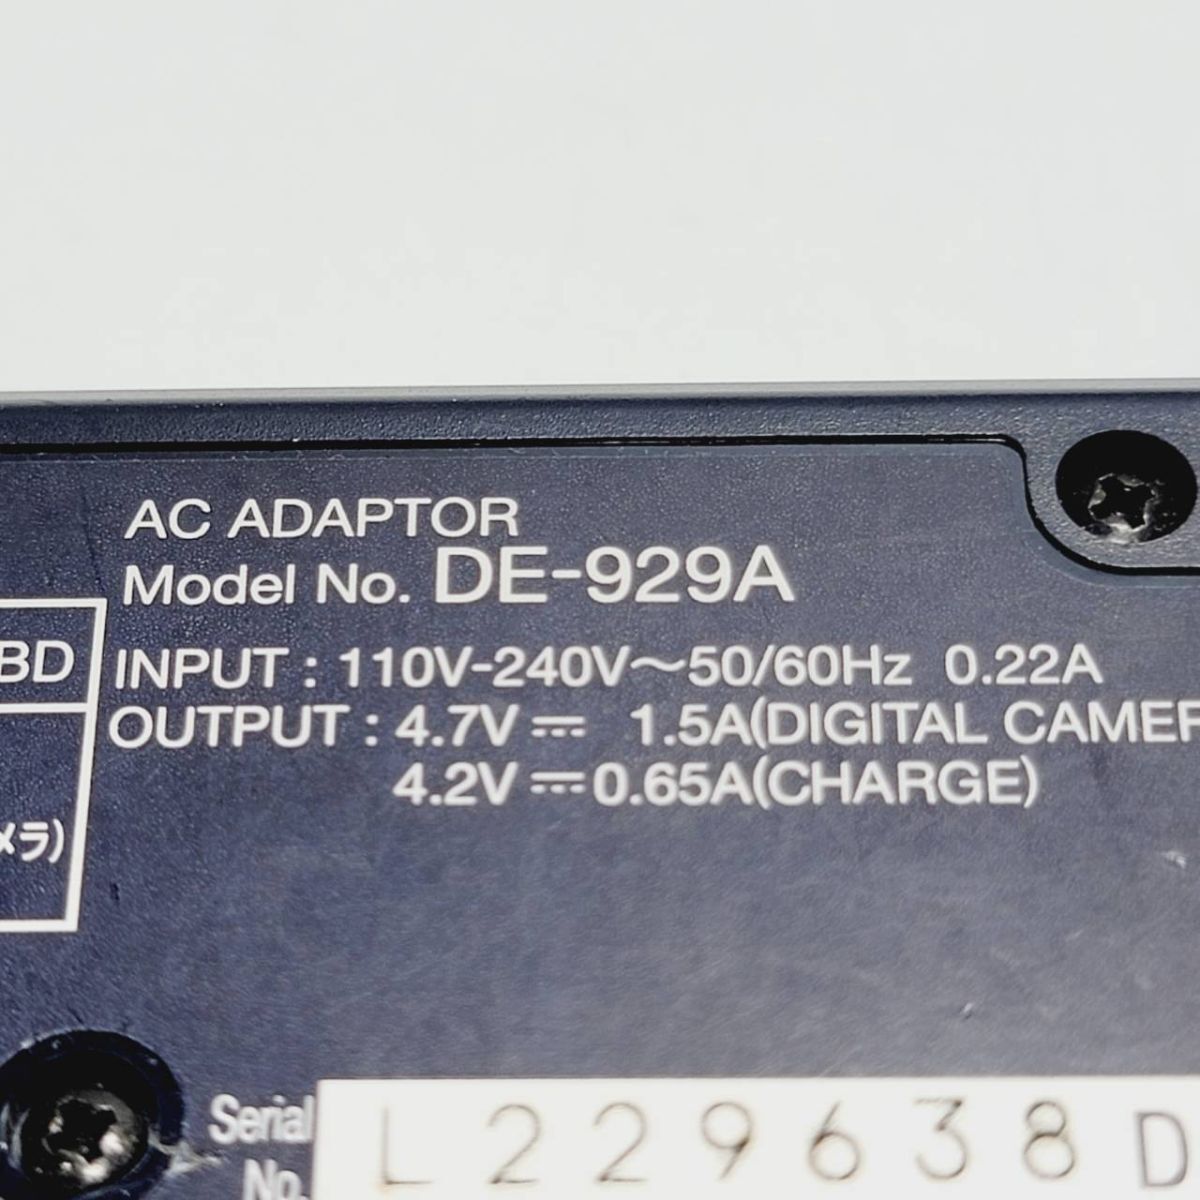 AC ADAPTOR
Model No. DE-929A
INPUT : 110V-240V～50/60Hz 0.22A
OUTPUT : 4.7V ⎓ 1.5A(DIGITAL CAMER
4.2V ⎓ 0.65A(CHARGE)
BD
メラ)
Serial No. L229638D